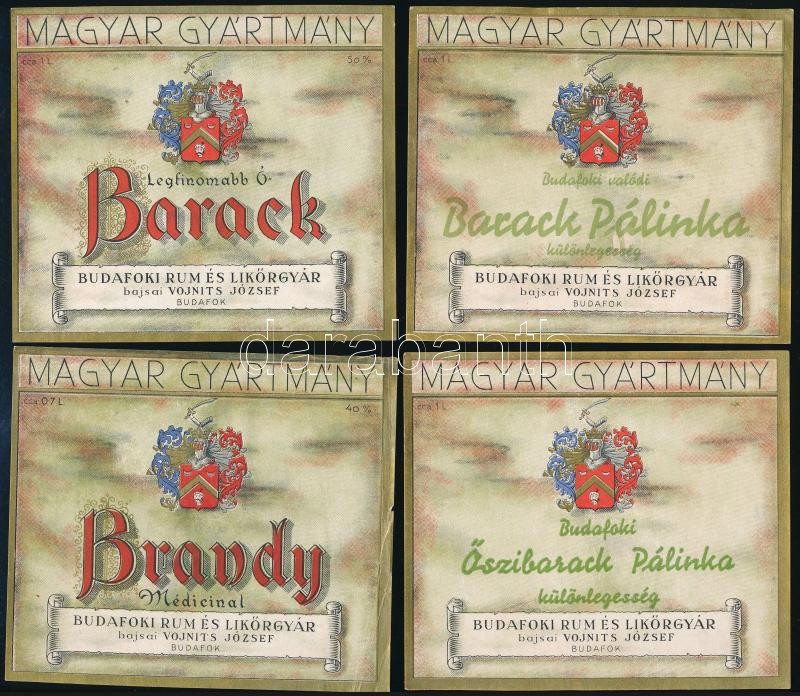 MAGYAR GYÁRTMÁNY
cca 1 L 50 %
Legfinomabb Ó-
Barack
BUDAFOKI RUM ÉS LIKŐRGYÁR
bajsai VOJNITS JÓZSEF
BUDAFOK
MAGYAR GYÁRTMÁNY
cca 1 L
Budafoki valódi
Barack Pálinka
különlegesség
BUDAFOKI RUM ÉS LIKŐRGYÁR
bajsai VOJNITS JÓZSEF
BUDAFOK
darabanth
MAGYAR GYÁRTMÁNY
cca 07 L 40 %
Brandy
Médicinal
BUDAFOKI RUM ÉS LIKŐRGYÁR
bajsai VOJNITS JÓZSEF
BUDAFOK
MAGYAR GYÁRTMÁNY
cca 1 L
Budafoki
Őszibarack Pálinka
különlegesség
BUDAFOKI RUM ÉS LIKŐRGYÁR
bajsai VOJNITS JÓZSEF
BUDAFOK